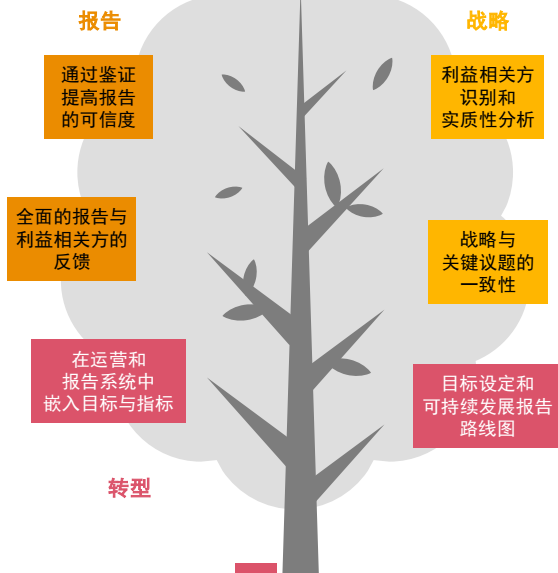 报告
战略
通过鉴证
提高报告
的可信度
利益相关方
识别和
实质性分析
全面的报告与
利益相关方的
反馈
战略与
关键议题的
一致性
在运营和
报告系统中
嵌入目标与指标
目标设定和
可持续发展报告
路线图
转型